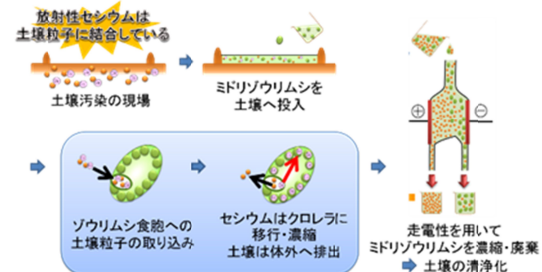 放射性セシウムは
土壌粒子に結合している
土壌汚染の現場
ミドリゾウリムシを
土壌へ投入
⊕
⊖
ゾウリムシ食胞への
土壌粒子の取り込み
セシウムはクロレラに
移行・濃縮
土壌は体外へ排出
走電性を用いて
ミドリゾウリムシを濃縮・廃棄
土壌の清浄化